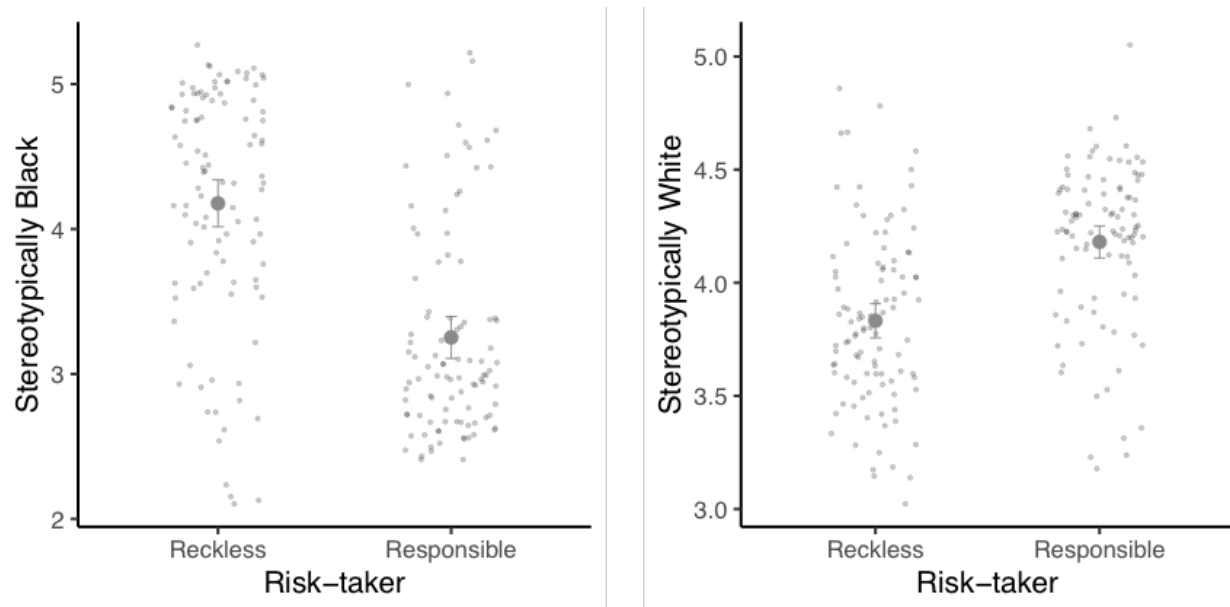 Stereotypically Black
5
4
3
2
Reckless
Responsible
Risk−taker
Stereotypically White
5.0
4.5
4.0
3.5
3.0
Reckless
Responsible
Risk−taker